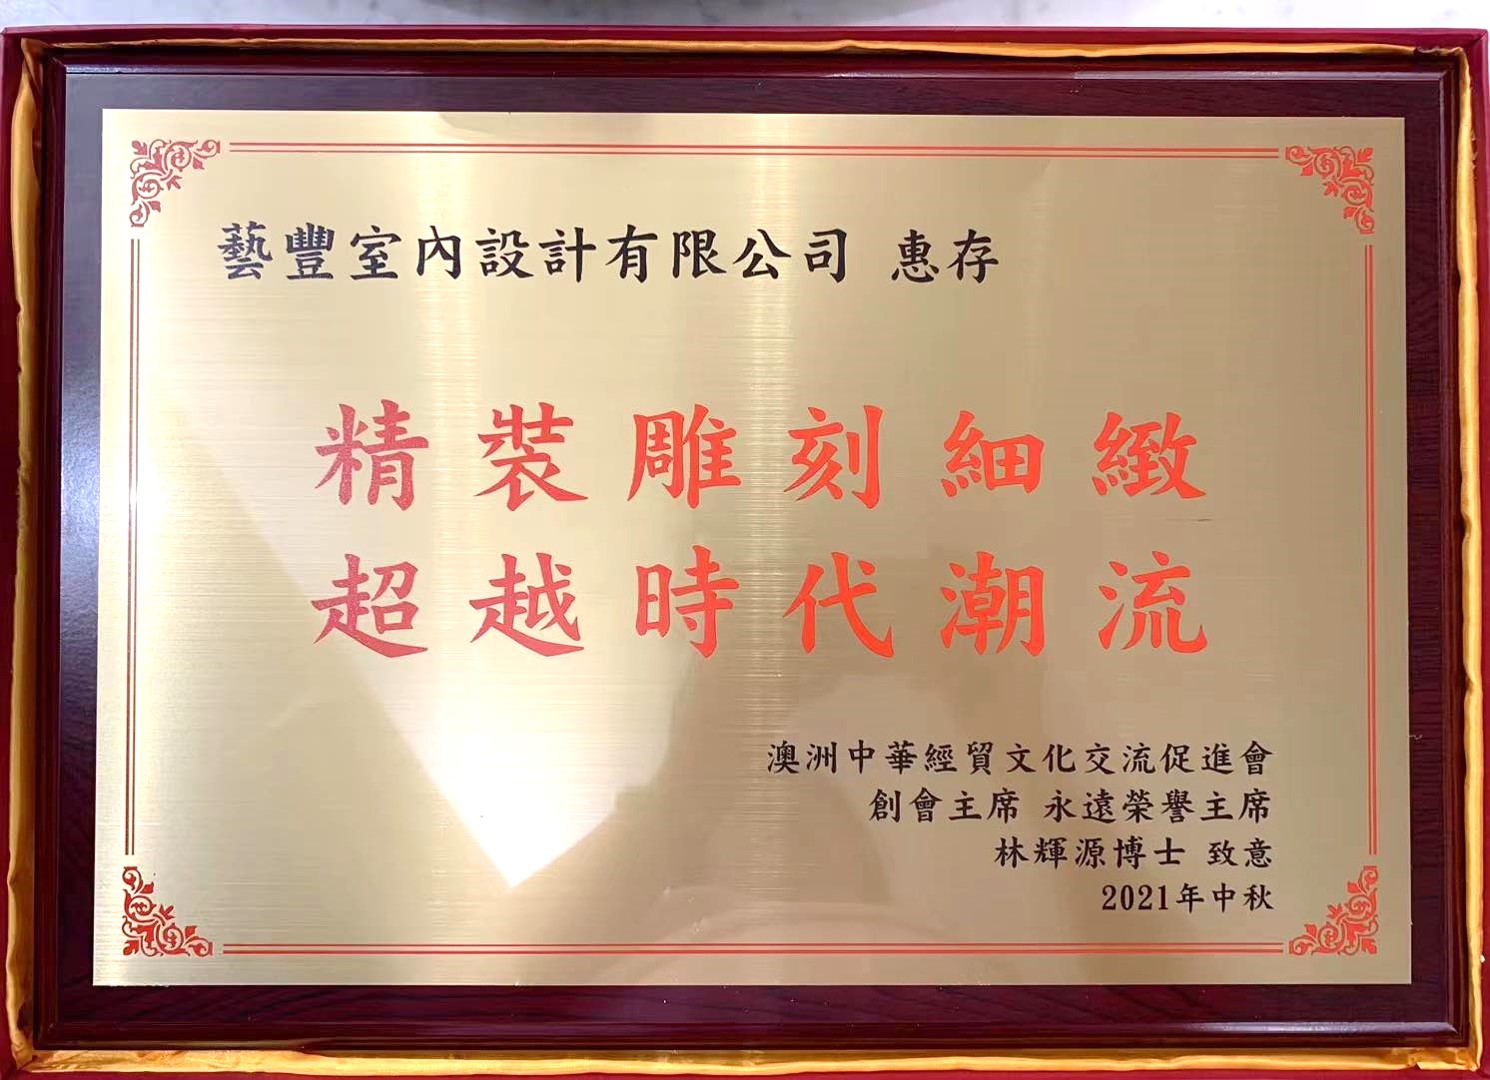 藝豐室內設計有限公司 惠存
精裝雕刻細緻
超越時代潮流
澳洲中華經貿文化交流促進會
創會主席 永遠榮譽主席
林輝源博士 致意
2021年中秋